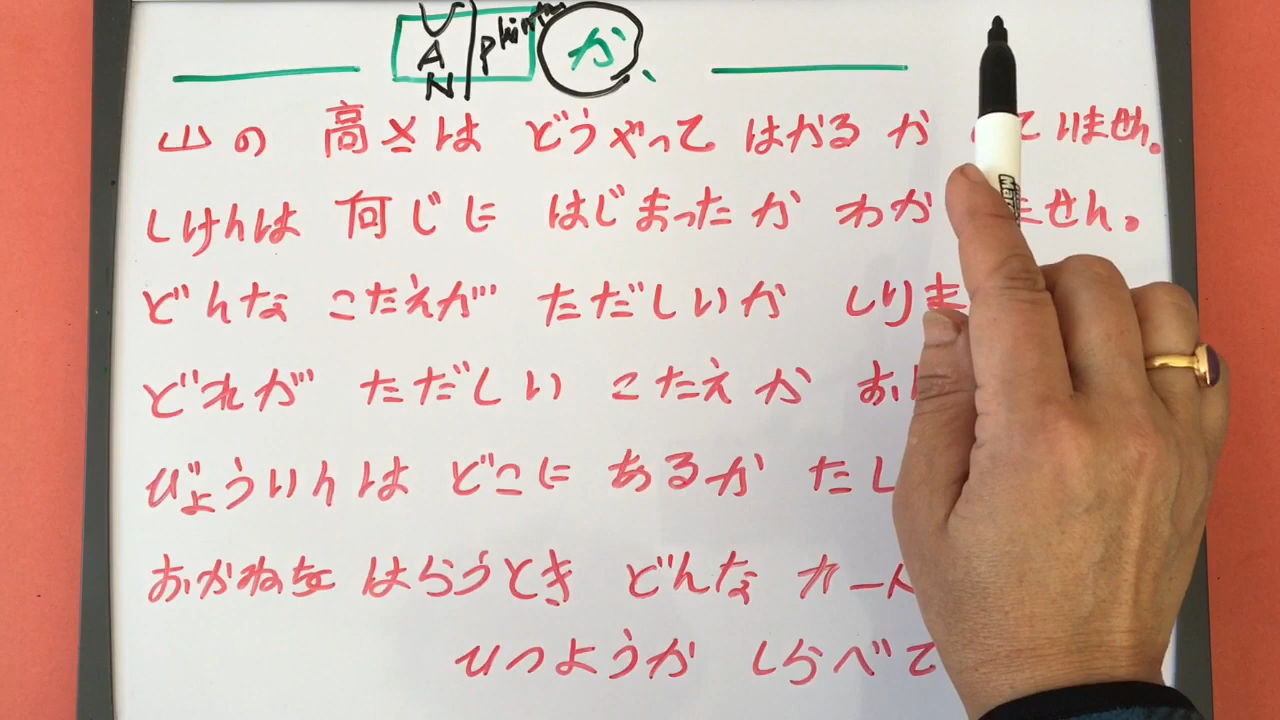 VAN phiintan か、
山の 高さは どうやって はかるか ていません。
しけんは 何じに はじまったか わか ません。
どんな こたえが ただしいか しりま
どれが ただしい こたえか おし
びょういんは どこに あるか たし
おかねを はらうとき どんな カー
ひつようか しらべて